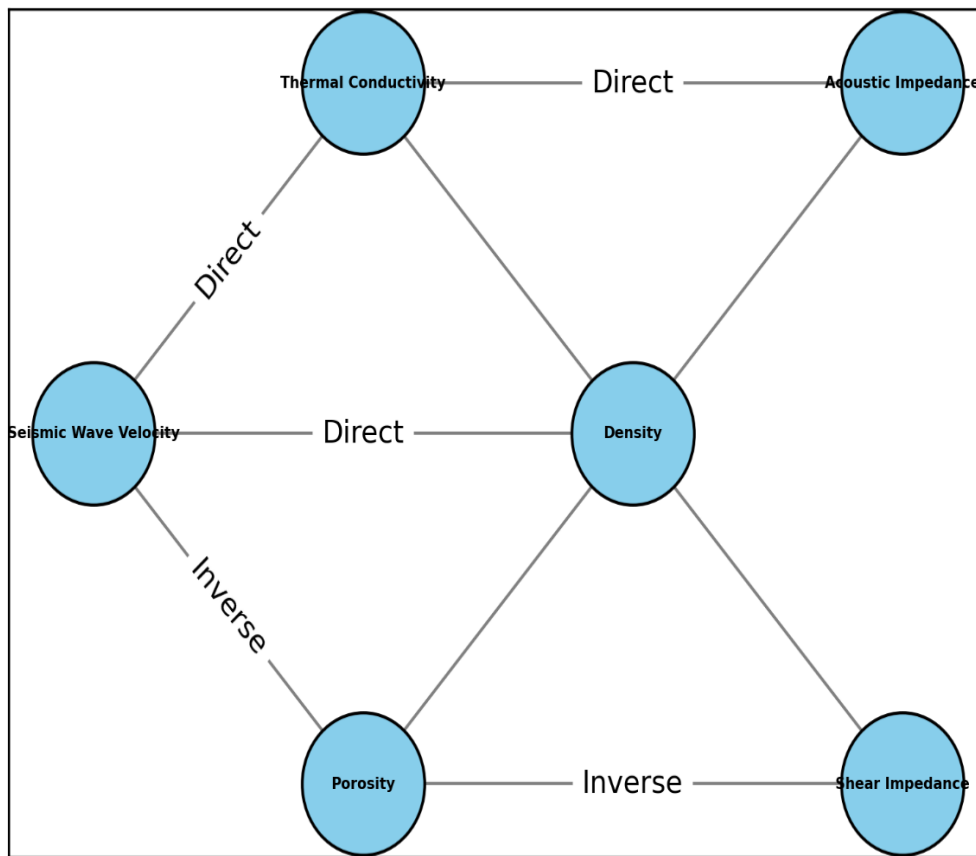 Thermal Conductivity
Direct
Acoustic Impedance
Direct
Seismic Wave Velocity
Direct
Density
Inverse
Porosity
Inverse
Shear Impedance